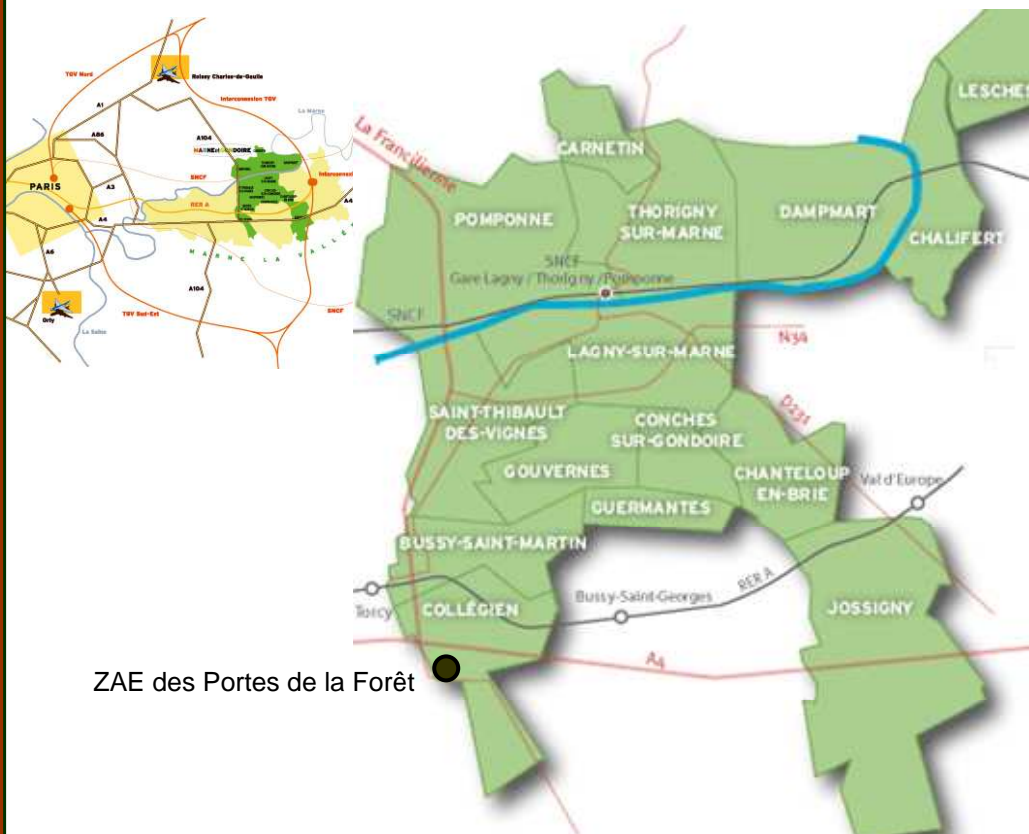 TGV Nord
Roissy Charles-de-Gaulle
A1
Interconnexion TGV
La Marne
A86
A104
MARNE et GONDOIRE
SNCF
PARIS
A3
RER A
A4
A4
MARNE LA VALLEE
A6
A104
Orly
La Seine
TGV Sud-Est
SNCF
LESCHES
La Francilienne
CARNETIN
POMPONNE
THORIGNY
SUR-MARNE
DAMPMART
CHALIFERT
SNCF
Gare Lagny / Thorigny /Pomponne
SNCF
N34
LAGNY-SUR-MARNE
D231
SAINT-THIBAULT
DES-VIGNES
CONCHES
SUR-GONDOIRE
GOUVERNES
CHANTELOUP
EN-BRIE
Val d'Europe
GUERMANTES
BUSSY-SAINT-MARTIN
RER A
Bussy-Saint-Georges
Torcy
COLLÉGIEN
JOSSIGNY
A4
ZAE des Portes de la Forêt